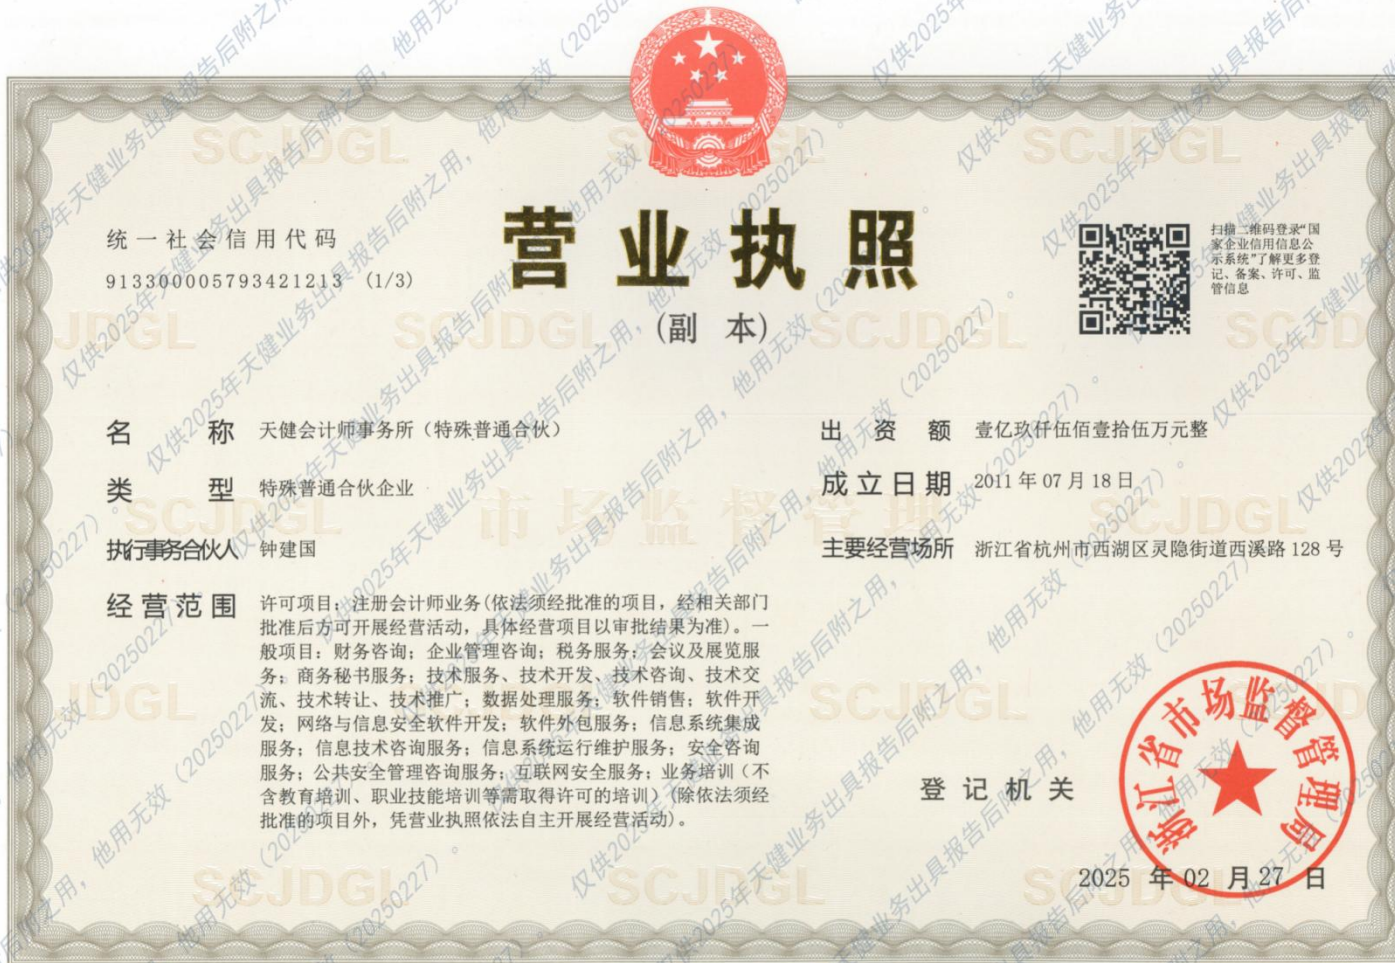 营业执照
(副 本)
统一社会信用代码
913300005793421213 (1/3)
扫描二维码登录“国
家企业信用信息公
示系统”了解更多登
记、备案、许可、监
管信息
名 称 天健会计师事务所（特殊普通合伙）
类 型 特殊普通合伙企业
执行事务合伙人 钟建国
经营范围 许可项目：注册会计师业务(依法须经批准的项目，经相关部门
批准后方可开展经营活动，具体经营项目以审批结果为准)。一
般项目：财务咨询；企业管理咨询；税务服务；会议及展览服
务；商务秘书服务；技术服务、技术开发、技术咨询、技术交
流、技术转让、技术推广；数据处理服务；软件销售；软件开
发；网络与信息安全软件开发；软件外包服务；信息系统集成
服务；信息技术咨询服务；信息系统运行维护服务；安全咨询
服务；公共安全管理咨询服务；互联网安全服务；业务培训（不
含教育培训、职业技能培训等需取得许可的培训）(除依法须经
批准的项目外，凭营业执照依法自主开展经营活动)。
出 资 额 壹亿玖仟伍佰壹拾伍万元整
成立日期 2011 年 07 月 18 日
主要经营场所 浙江省杭州市西湖区灵隐街道西溪路 128 号
登记机关
浙江省市场监督管理局
2025 年 02 月 27 日
市场监督管理
SCJDGL
仅供2025年天健业务出具报告后附之用，他用无效（20250227）。